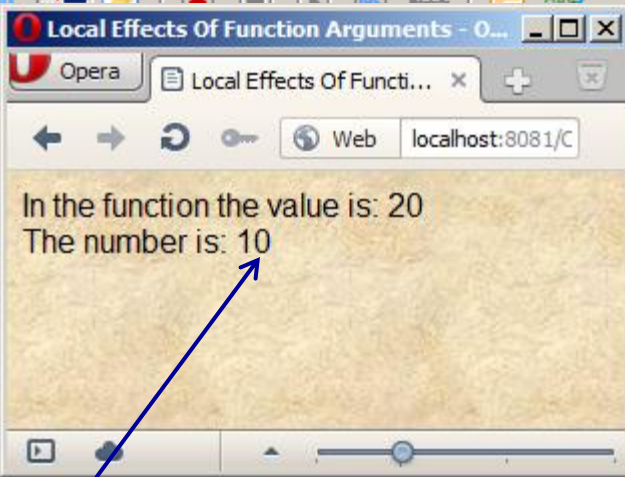 Local Effects Of Function Arguments - O...
Opera
Local Effects Of Functi...
Web
localhost:8081/C
In the function the value is: 20
The number is: 10